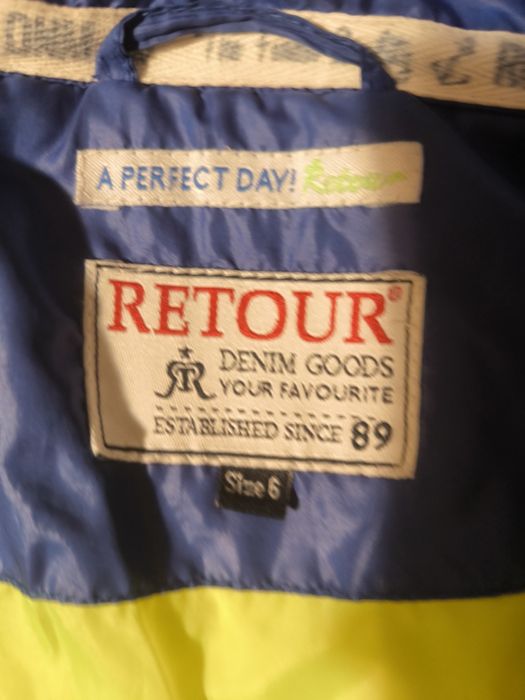 A PERFECT DAY! Retour
RETOUR®
DENIM GOODS
YOUR FAVOURITE
ESTABLISHED SINCE 89
Size 6